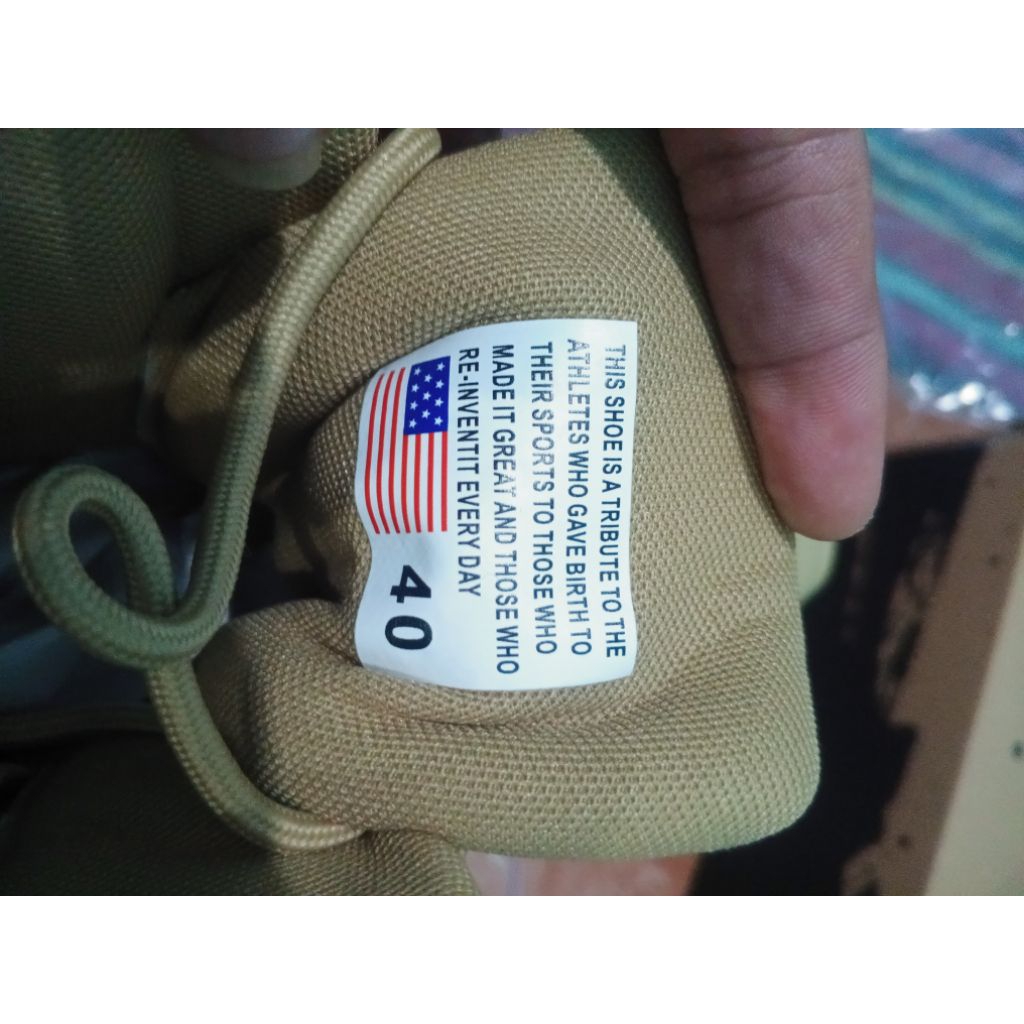 THIS SHOE IS A TRIBUTE TO THE
ATHLETES WHO GAVE BIRTH TO
THEIR SPORTS TO THOSE WHO
MADE IT GREAT AND THOSE WHO
RE-INVENTIT EVERY DAY
40